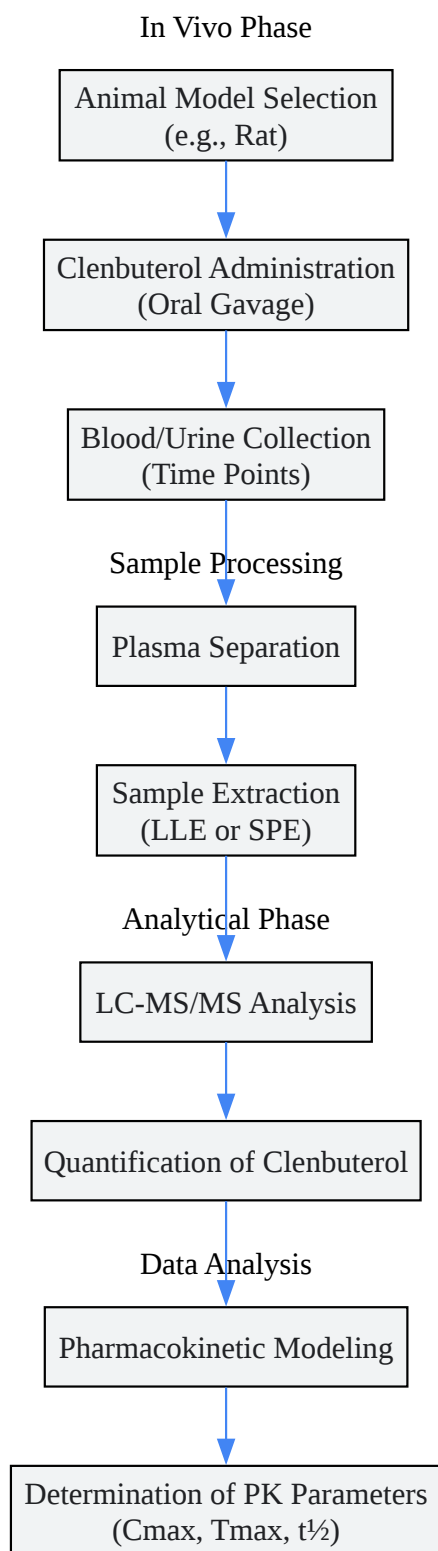 In Vivo Phase
Animal Model Selection
(e.g., Rat)
Clenbuterol Administration
(Oral Gavage)
Blood/Urine Collection
(Time Points)
Sample Processing
Plasma Separation
Sample Extraction
(LLE or SPE)
Analytical Phase
LC-MS/MS Analysis
Quantification of Clenbuterol
Data Analysis
Pharmacokinetic Modeling
Determination of PK Parameters
(Cmax, Tmax, t½)